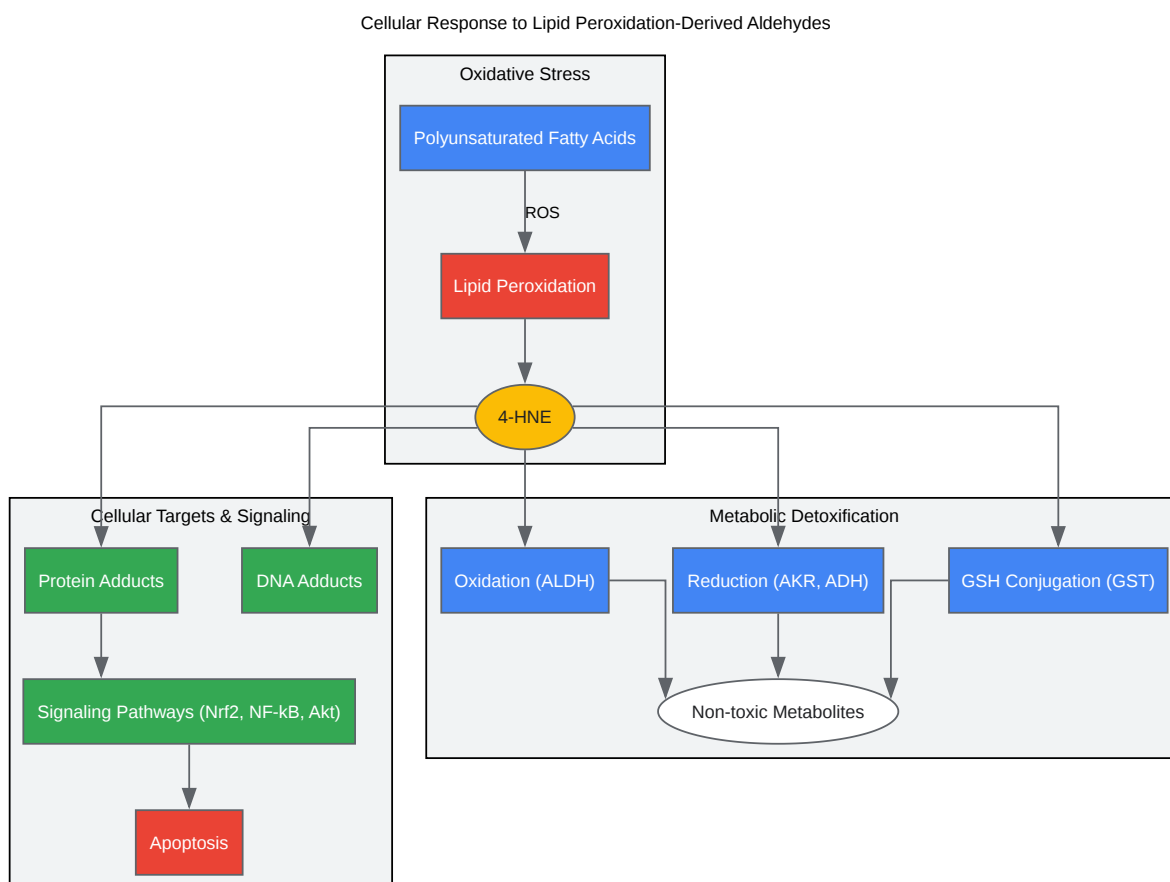 Cellular Response to Lipid Peroxidation-Derived Aldehydes
Oxidative Stress
Polyunsaturated Fatty Acids
ROS
Lipid Peroxidation
4-HNE
Cellular Targets & Signaling
Protein Adducts
DNA Adducts
Signaling Pathways (Nrf2, NF-kB, Akt)
Apoptosis
Metabolic Detoxification
Oxidation (ALDH)
Reduction (AKR, ADH)
GSH Conjugation (GST)
Non-toxic Metabolites